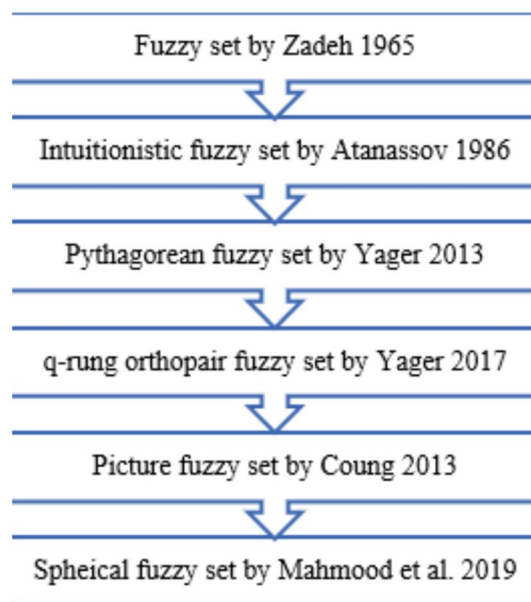 Fuzzy set by Zadeh 1965
Intuitionistic fuzzy set by Atanassov 1986
Pythagorean fuzzy set by Yager 2013
q-rung orthopair fuzzy set by Yager 2017
Picture fuzzy set by Coung 2013
Spheical fuzzy set by Mahmood et al. 2019